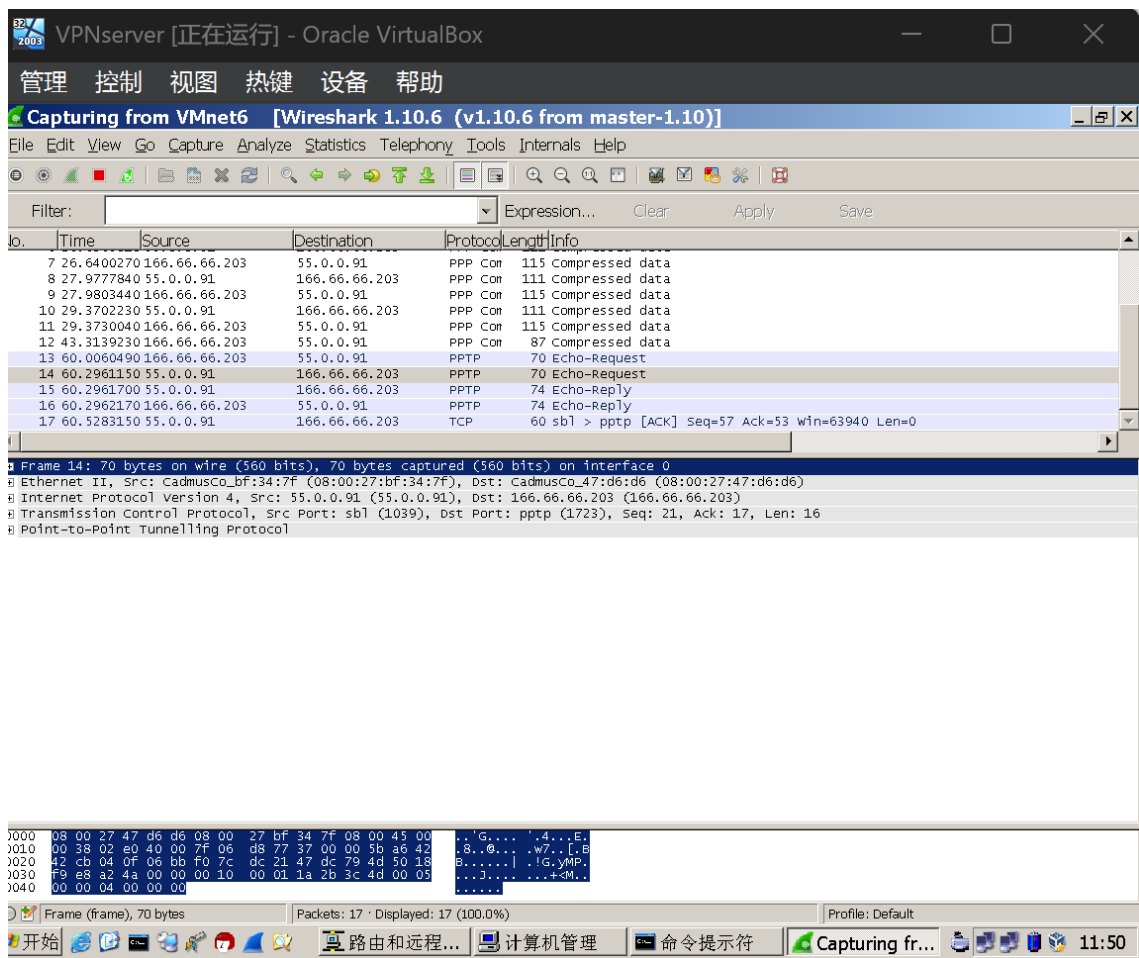 VPNserver [正在运行] - Oracle VirtualBox
管理 控制 视图 热键 设备 帮助
Capturing from VMnet6 [Wireshark 1.10.6 (v1.10.6 from master-1.10)]
File Edit View Go Capture Analyze Statistics Telephony Tools Internals Help
Filter: Expression... Clear Apply Save
No. Time Source Destination Protocol Length Info
7 26.6400270 166.66.66.203 55.0.0.91 PPP Com 115 Compressed data
8 27.9777840 55.0.0.91 166.66.66.203 PPP Com 111 Compressed data
9 27.9803440 166.66.66.203 55.0.0.91 PPP Com 115 Compressed data
10 29.3702230 55.0.0.91 166.66.66.203 PPP Com 111 Compressed data
11 29.3730040 166.66.66.203 55.0.0.91 PPP Com 115 Compressed data
12 43.3139230 166.66.66.203 55.0.0.91 PPP Com 87 Compressed data
13 60.0060490 166.66.66.203 55.0.0.91 PPTP 70 Echo-Request
14 60.2961150 55.0.0.91 166.66.66.203 PPTP 70 Echo-Request
15 60.2961700 55.0.0.91 166.66.66.203 PPTP 74 Echo-Reply
16 60.2962170 166.66.66.203 55.0.0.91 PPTP 74 Echo-Reply
17 60.5283150 55.0.0.91 166.66.66.203 TCP 60 sbl > pptp [ACK] Seq=57 Ack=53 Win=63940 Len=0
Frame 14: 70 bytes on wire (560 bits), 70 bytes captured (560 bits) on interface 0
Ethernet II, Src: CadmusCo_bf:34:7f (08:00:27:bf:34:7f), Dst: CadmusCo_47:d6:d6 (08:00:27:47:d6:d6)
Internet Protocol Version 4, Src: 55.0.0.91 (55.0.0.91), Dst: 166.66.66.203 (166.66.66.203)
Transmission Control Protocol, Src Port: sbl (1039), Dst Port: pptp (1723), Seq: 21, Ack: 17, Len: 16
Point-to-Point Tunnelling Protocol
0000 08 00 27 47 d6 d6 08 00 27 bf 34 7f 08 00 45 00 ..'G.... '.4...E.
0010 00 38 02 e0 40 00 7f 06 d8 77 37 00 00 5b a6 42 .8..@... .w7..[.B
0020 42 cb 04 0f 06 bb f0 7c dc 21 47 dc 79 4d 50 18 B......| .!G.yMP.
0030 f9 e8 a2 4a 00 00 00 10 00 01 1a 2b 3c 4d 00 05 ...J.... ...+<M..
0040 00 00 04 00 00 00 ......
Frame (frame), 70 bytes Packets: 17 · Displayed: 17 (100.0%) Profile: Default
开始 路由和远程... 计算机管理 命令提示符 Capturing fr... 11:50